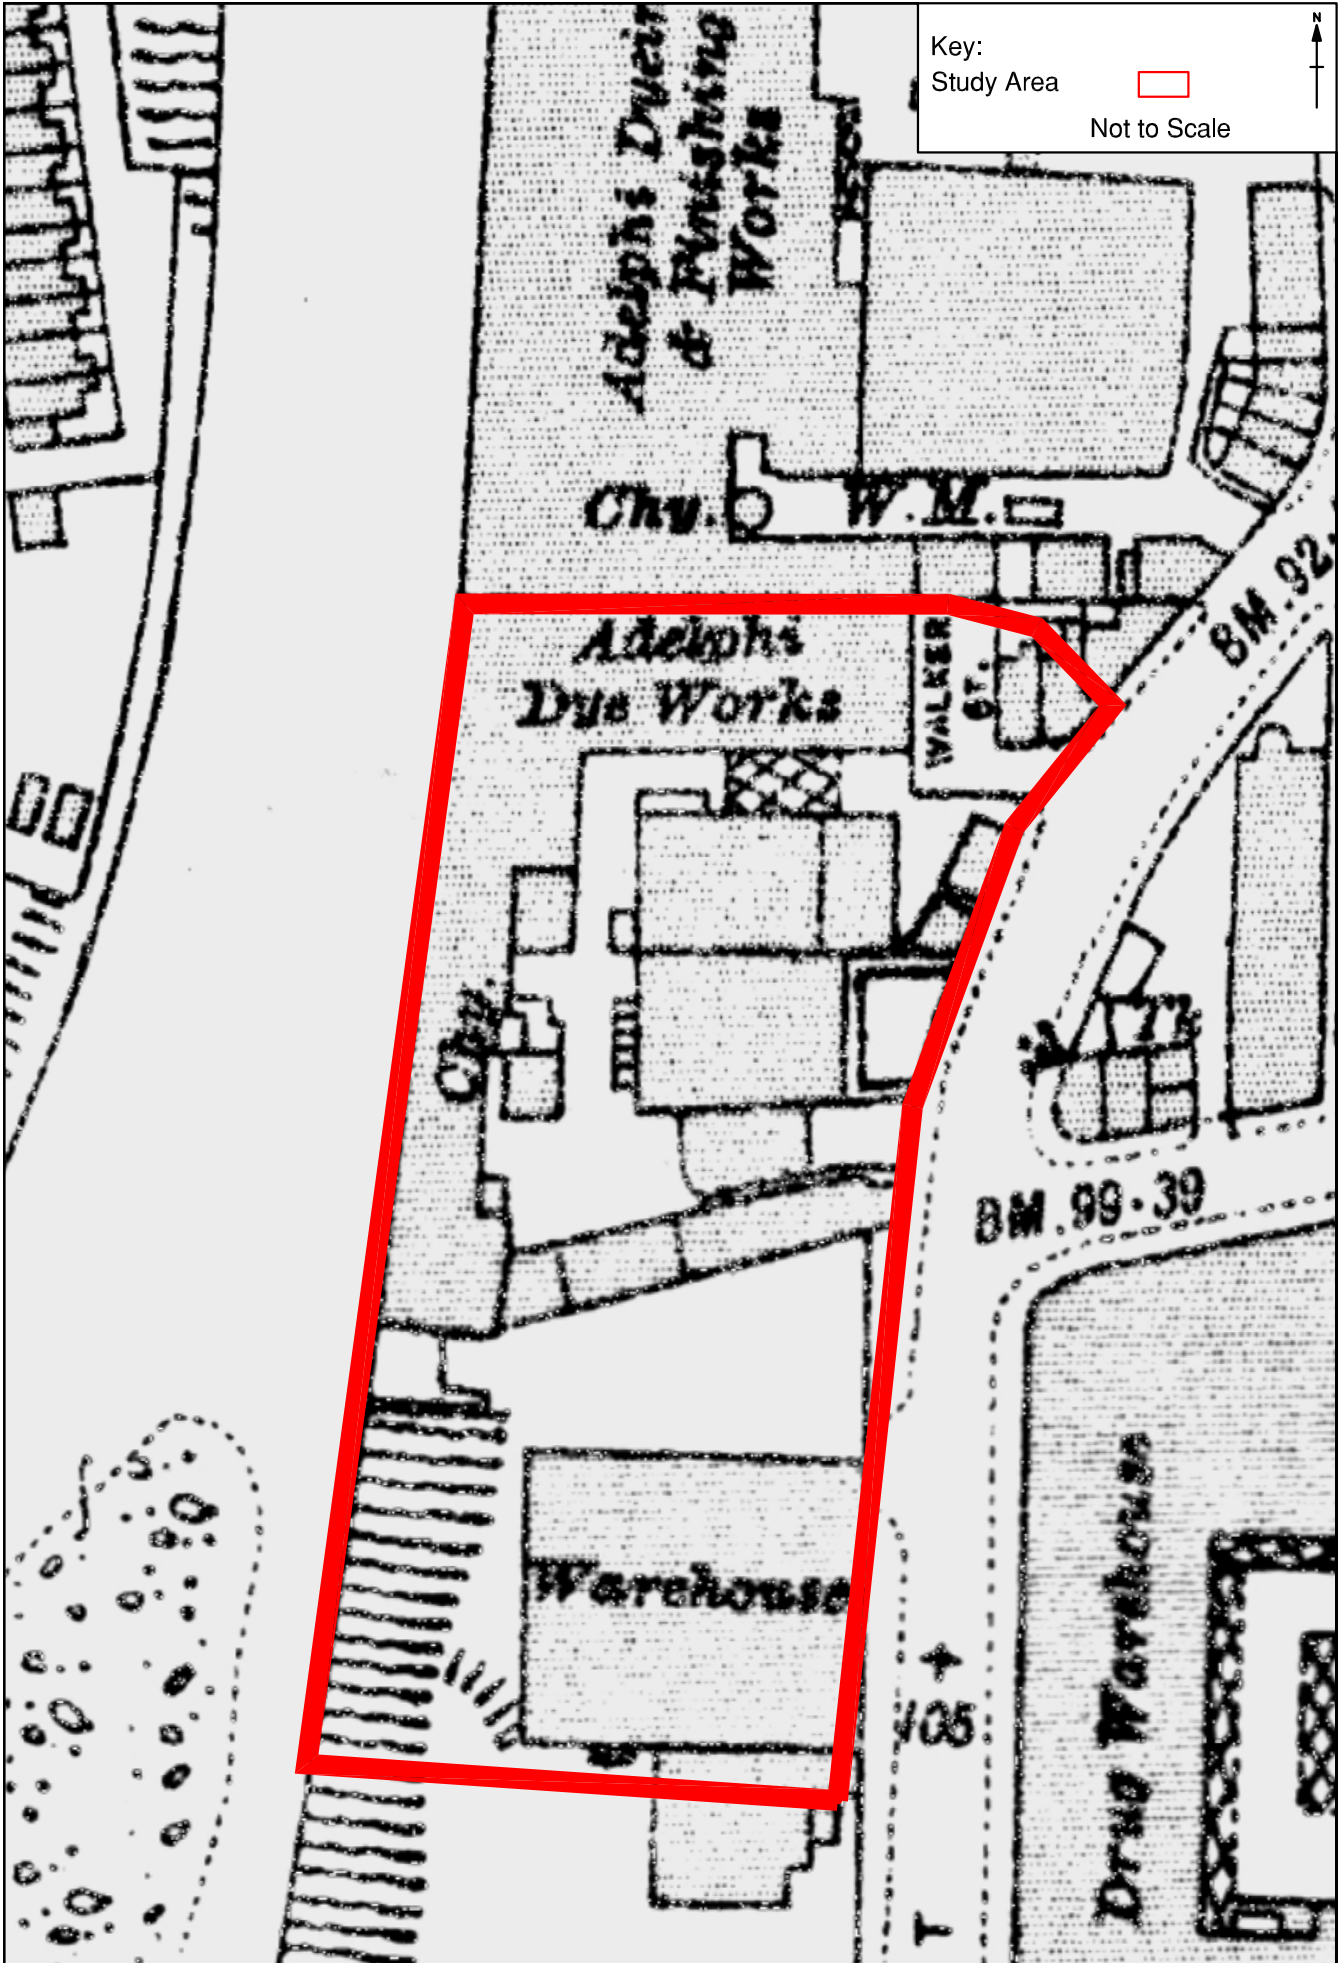 N
Key:
Study Area
Not to Scale
Adelphi
& Finishing
Works
Chy.
W.M.
BM.92.
Adelphi
Dye Works
WALKER
ST.
Chy.
Tk
BM.99.39
Warehouse
105
Drug Warehouse
T